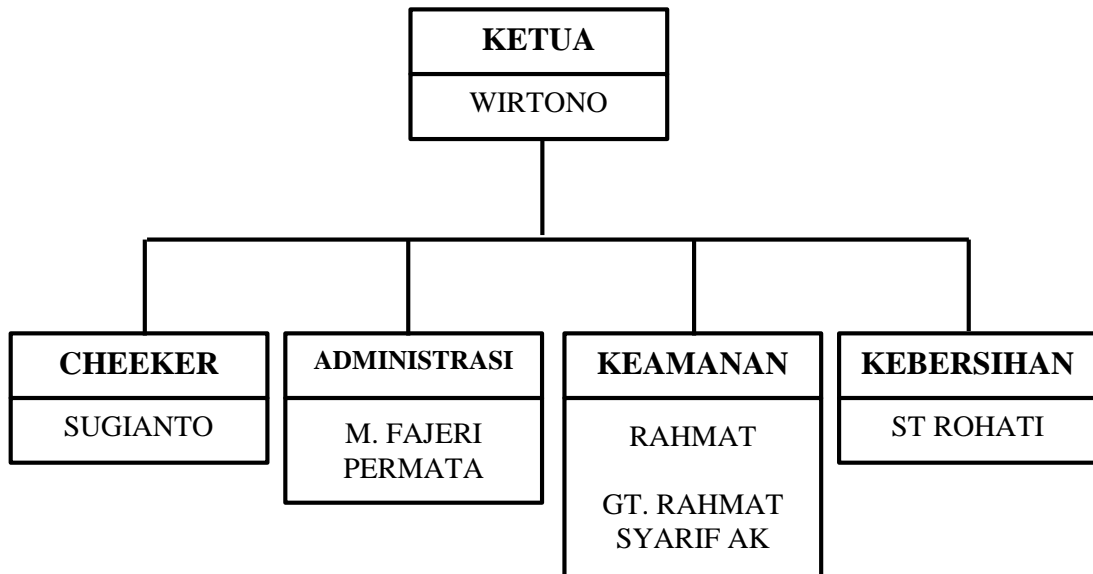 KETUA
WIRTONO
CHEEKER
SUGIANTO
ADMINISTRASI
M. FAJERI
PERMATA
KEAMANAN
RAHMAT
GT. RAHMAT
SYARIF AK
KEBERSIHAN
ST ROHATI